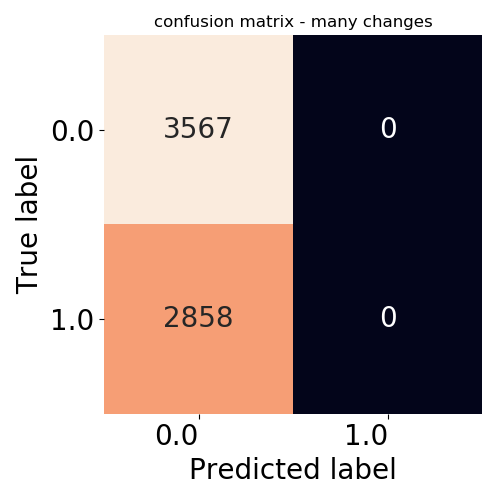 confusion matrix - many changes
True label
0.0
3567
0
1.0
2858
0
0.0
1.0
Predicted label